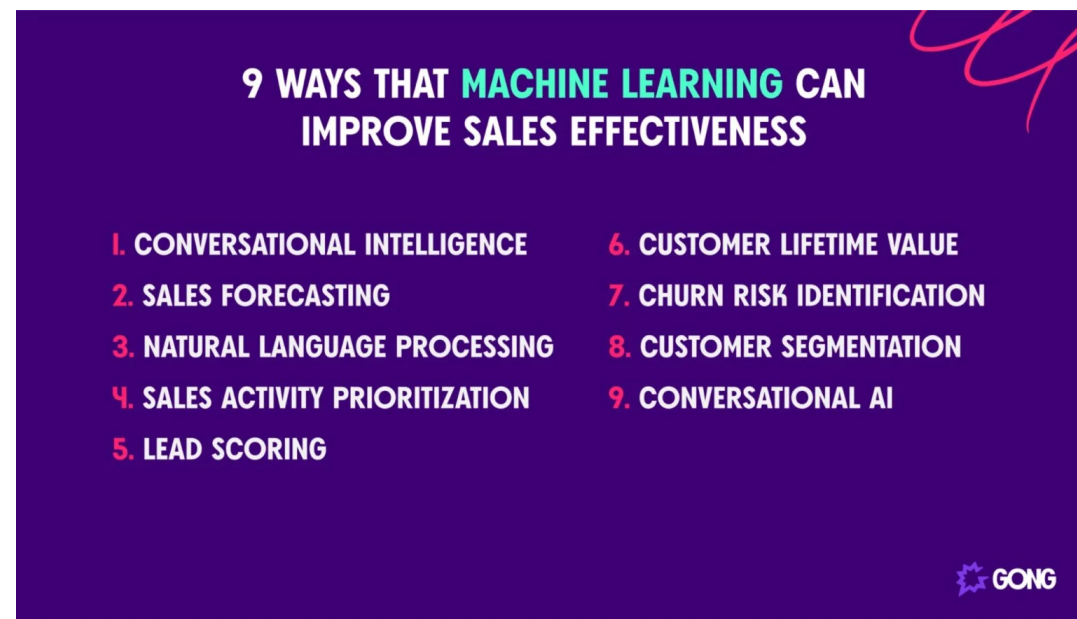 9 WAYS THAT MACHINE LEARNING CAN
IMPROVE SALES EFFECTIVENESS
1. CONVERSATIONAL INTELLIGENCE
2. SALES FORECASTING
3. NATURAL LANGUAGE PROCESSING
4. SALES ACTIVITY PRIORITIZATION
5. LEAD SCORING
6. CUSTOMER LIFETIME VALUE
7. CHURN RISK IDENTIFICATION
8. CUSTOMER SEGMENTATION
9. CONVERSATIONAL AI
GONG